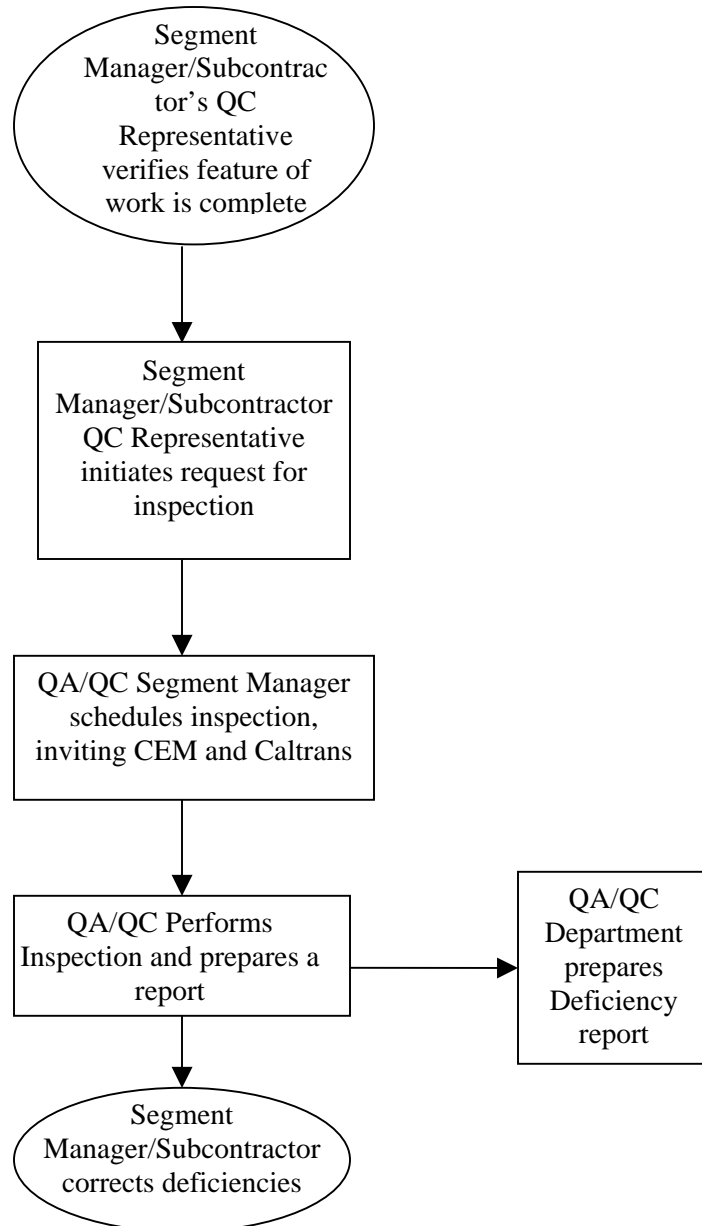 Segment
Manager/Subcontrac
tor’s QC
Representative
verifies feature of
work is complete
Segment
Manager/Subcontractor
QC Representative
initiates request for
inspection
QA/QC Segment Manager
schedules inspection,
inviting CEM and Caltrans
QA/QC Performs
Inspection and prepares a
report
QA/QC
Department
prepares
Deficiency
report
Segment
Manager/Subcontractor
corrects deficiencies